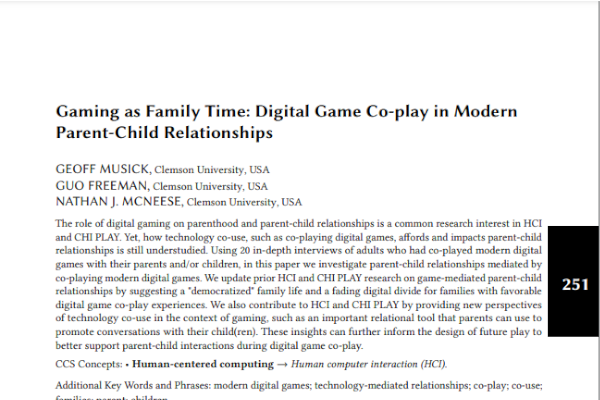 Gaming as Family Time: Digital Game Co-play in Modern
Parent-Child Relationships
GEOFF MUSICK, Clemson University, USA
GUO FREEMAN, Clemson University, USA
NATHAN J. MCNEESE, Clemson University, USA
The role of digital gaming on parenthood and parent-child relationships is a common research interest in HCI
and CHI PLAY. Yet, how technology co-use, such as co-playing digital games, affords and impacts parent-child
relationships is still understudied. Using 20 in-depth interviews of adults who had co-played modern digital
games with their parents and/or children, in this paper we investigate parent-child relationships mediated by
co-playing modern digital games. We update prior HCI and CHI PLAY research on game-mediated parent-child
relationships by suggesting a "democratized" family life and a fading digital divide for families with favorable
digital game co-play experiences. We also contribute to HCI and CHI PLAY by providing new perspectives
of technology co-use in the context of gaming, such as an important relational tool that parents can use to
promote conversations with their child(ren). These insights can further inform the design of future play to
better support parent-child interactions during digital game co-play.
251
CCS Concepts: • Human-centered computing → Human computer interaction (HCI).
Additional Key Words and Phrases: modern digital games; technology-mediated relationships; co-play; co-use;
families; parent; children